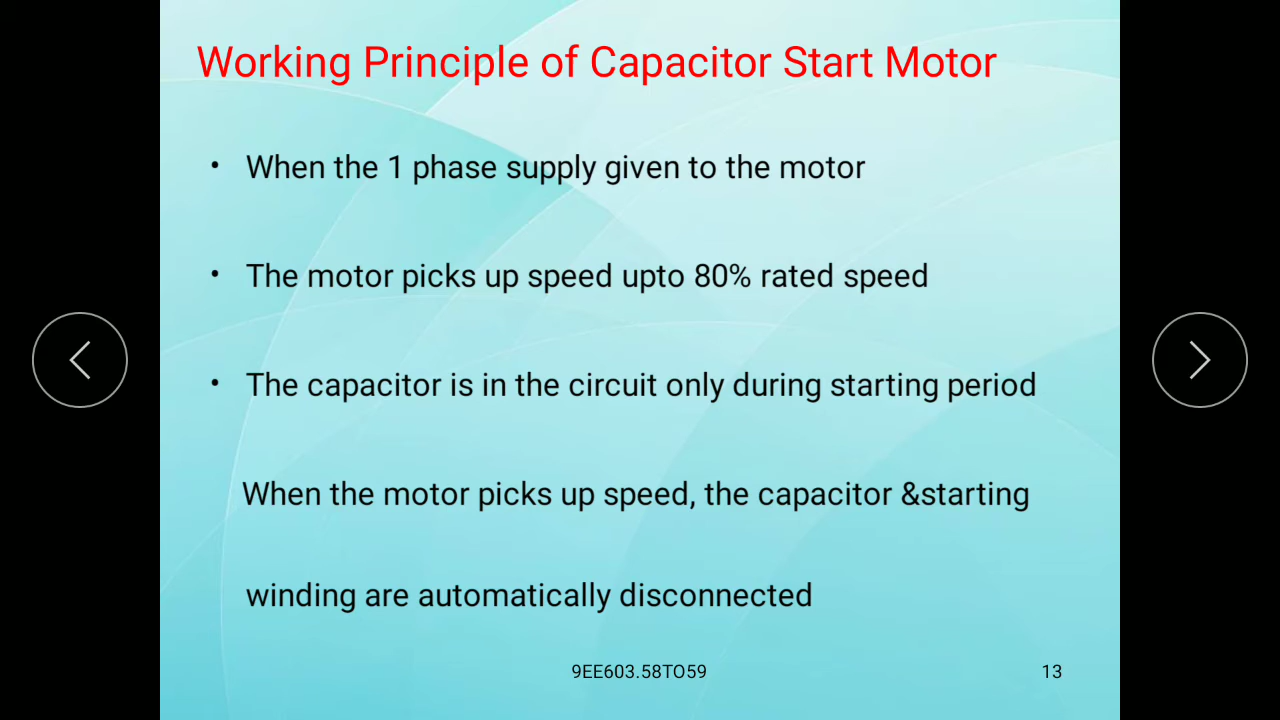 Working Principle of Capacitor Start Motor
• When the 1 phase supply given to the motor
• The motor picks up speed upto 80% rated speed
• The capacitor is in the circuit only during starting period
When the motor picks up speed, the capacitor &starting
winding are automatically disconnected
9EE603.58TO59
13